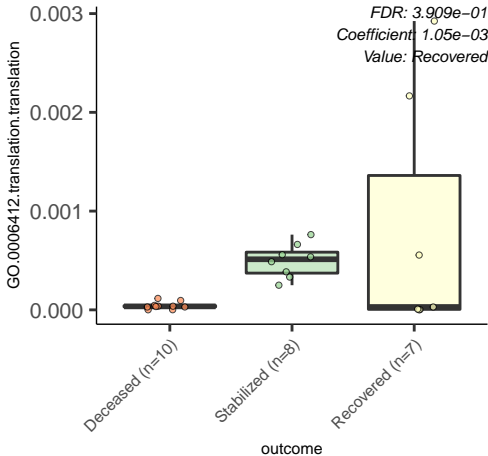 FDR: 3.909e−01
Coefficient: 1.05e−03
Value: Recovered
GO.0006412.translation.translation
0.003
0.002
0.001
0.000
Deceased (n=10)
Stabilized (n=8)
Recovered (n=7)
outcome